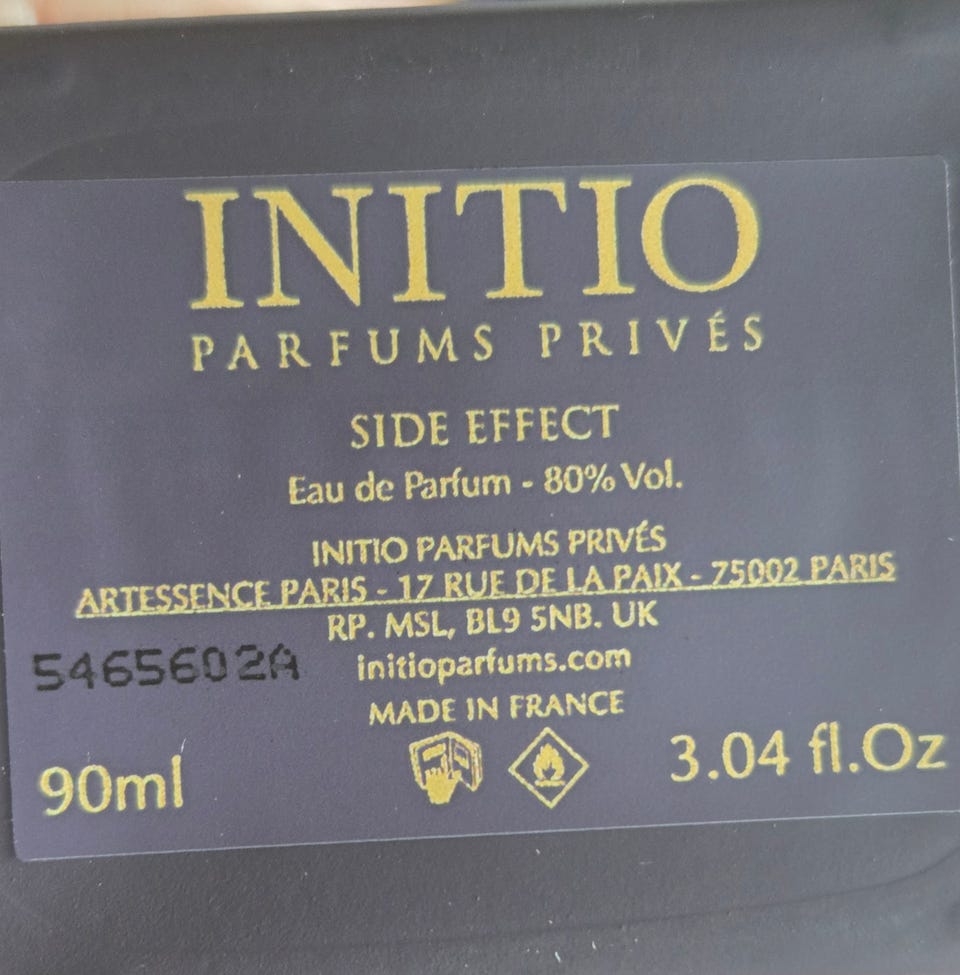 INITIO
PARFUMS PRIVÉS
SIDE EFFECT
Eau de Parfum - 80% Vol.
INITIO PARFUMS PRIVÉS
ARTESSENCE PARIS - 17 RUE DE LA PAIX - 75002 PARIS
RP. MSL, BL9 5NB. UK
5465602A
initioparfums.com
MADE IN FRANCE
90ml
3.04 fl.Oz